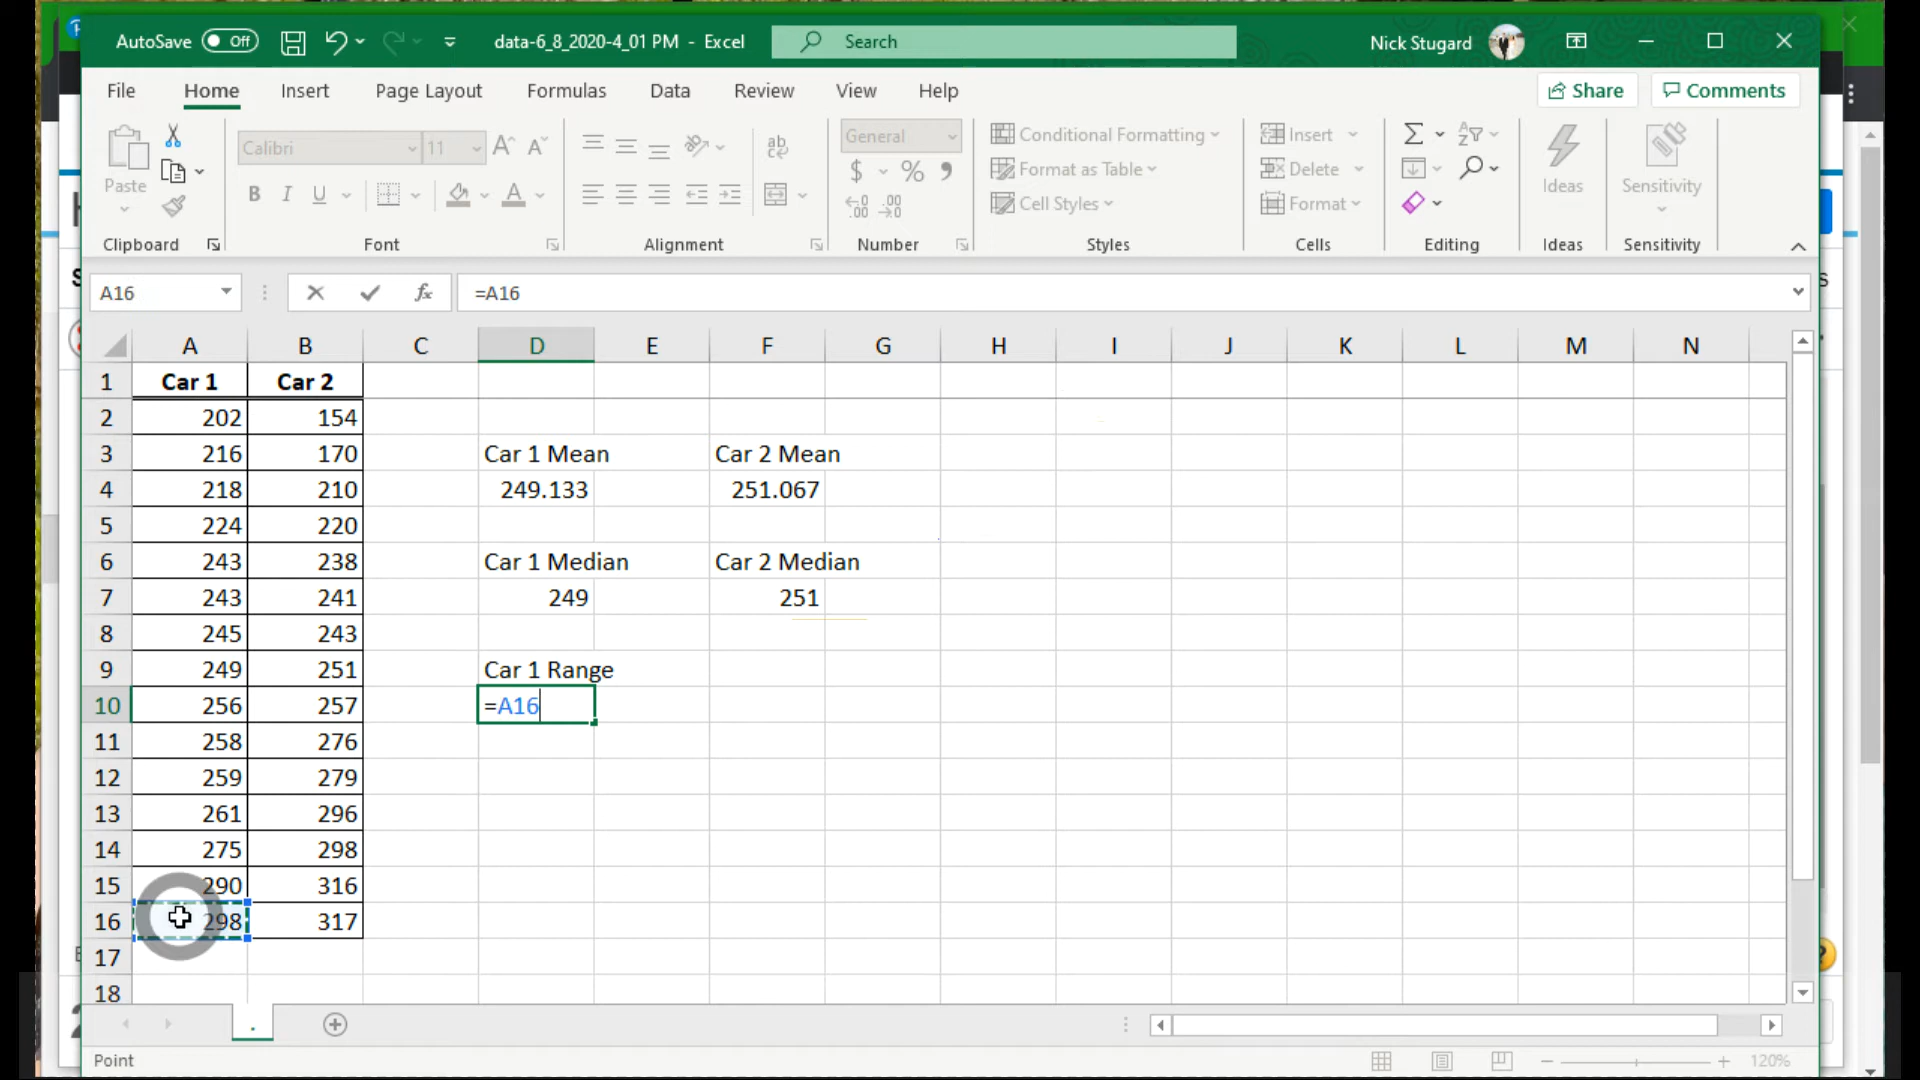 AutoSave Off data-6_8_2020-4_01 PM - Excel Search Nick Stugard
File Home Insert Page Layout Formulas Data Review View Help Share Comments
Calibri 11 General Conditional Formatting Insert
Paste Format as Table Delete Ideas Sensitivity
B I U A $ % Cell Styles Format
Clipboard Font Alignment Number Styles Cells Editing Ideas Sensitivity
A16 fx =A16
A B C D E F G H I J K L M N
1 Car 1 Car 2
2 202 154
3 216 170 Car 1 Mean Car 2 Mean
4 218 210 249.133 251.067
5 224 220
6 243 238 Car 1 Median Car 2 Median
7 243 241 249 251
8 245 243
9 249 251 Car 1 Range
10 256 257 =A16
11 258 276
12 259 279
13 261 296
14 275 298
15 290 316
16 298 317
17
18
.
Point 120%